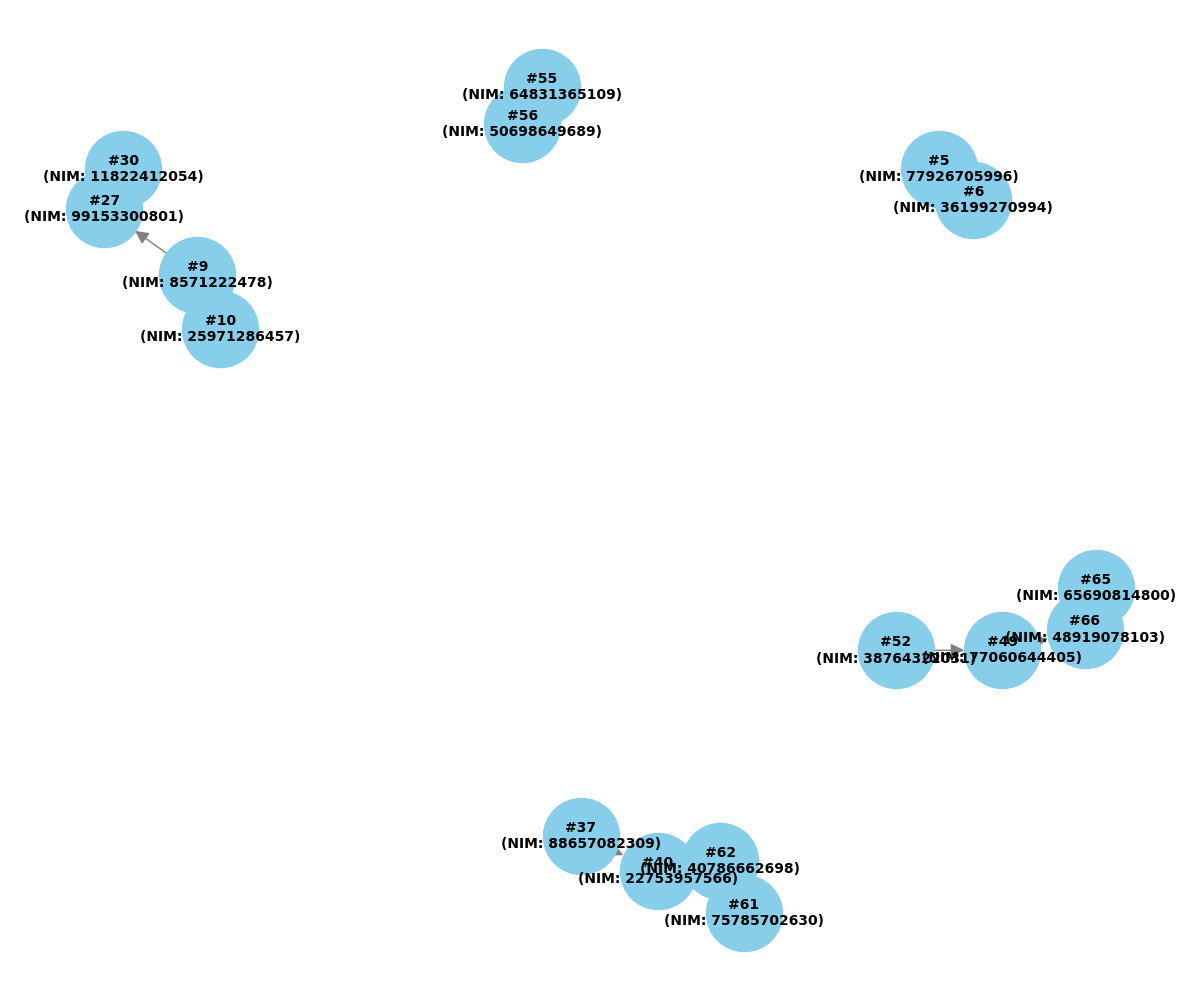 #55
(NIM: 64831365109)
#56
(NIM: 50698649689)
#30
(NIM: 11822412054)
#27
(NIM: 99153300801)
#5
(NIM: 77926705996)
#6
(NIM: 36199270994)
#9
(NIM: 8571222478)
#10
(NIM: 25971286457)
#65
(NIM: 65690814800)
#66
(NIM: 48919078103)
#52
(NIM:
#49
(NIM: 77060644405)
#37
(NIM: 88657082309)
#62
(NIM: 40786662698)
#40
(NIM: 22753957566)
#61
(NIM: 75785702630)